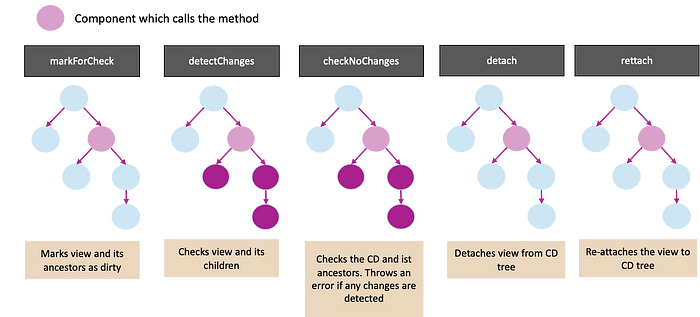 Component which calls the method
markForCheck
detectChanges
checkNoChanges
detach
rettach
Marks view and its
ancestors as dirty
Checks view and its
children
Checks the CD and ist
ancestors. Throws an
error if any changes are
detected
Detaches view from CD
tree
Re-attaches the view to
CD tree